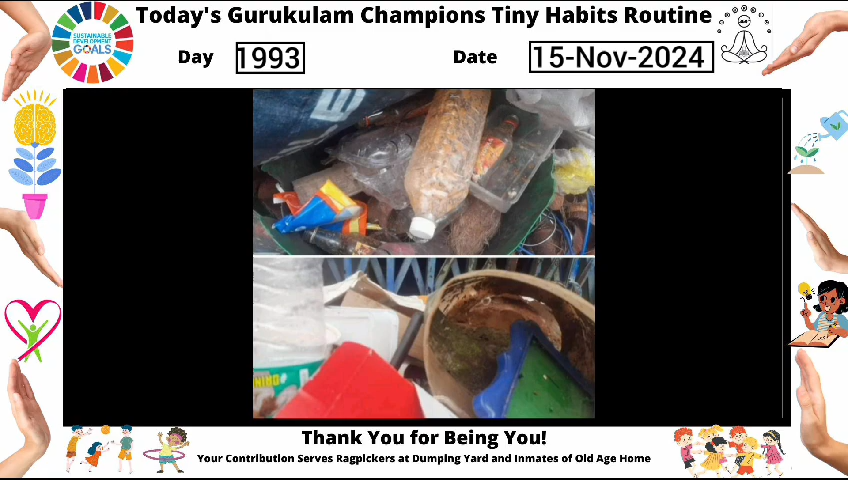 Today's Gurukulam Champions Tiny Habits Routine
SUSTAINABLE
DEVELOPMENT
GOALS
Day 1993 Date 15-Nov-2024
Thank You for Being You!
Your Contribution Serves Ragpickers at Dumping Yard and Inmates of Old Age Home